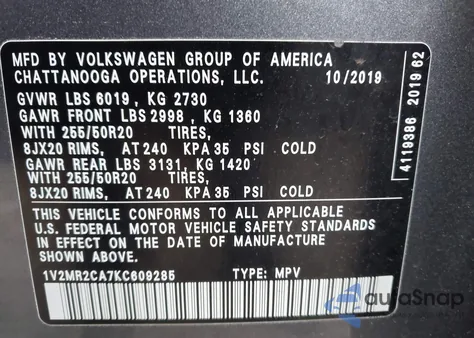 MFD BY VOLKSWAGEN GROUP OF AMERICA
CHATTANOOGA OPERATIONS, LLC. 10/2019
GVWR LBS 6019 , KG 2730
GAWR FRONT LBS 2998 , KG 1360
WITH 255/50R20 TIRES,
8JX20 RIMS, AT 240 KPA 35 PSI COLD
GAWR REAR LBS 3131, KG 1420
WITH 255/50R20 TIRES,
8JX20 RIMS, AT 240 KPA 35 PSI COLD
THIS VEHICLE CONFORMS TO ALL APPLICABLE
U.S. FEDERAL MOTOR VEHICLE SAFETY STANDARDS
IN EFFECT ON THE DATE OF MANUFACTURE
SHOWN ABOVE.
1V2MR2CA7KC609285 TYPE: MPV
4119386 2019 62
autoSnap